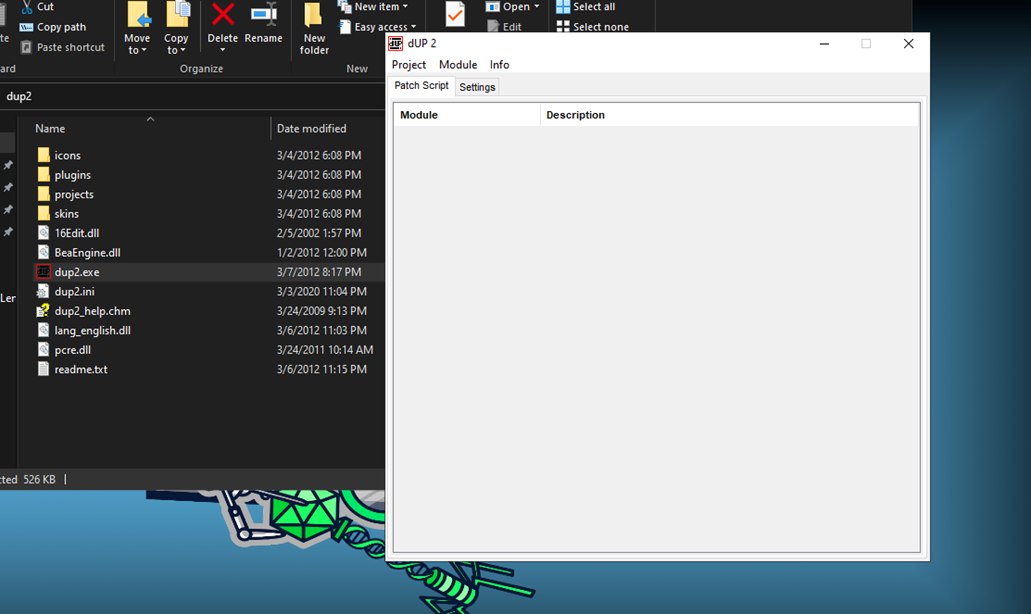 Cut
Copy path
Paste shortcut
Move to
Copy to
Delete
Rename
New folder
New item
Easy access
Open
Edit
Select all
Select none
Organize
New
dup2
Name
Date modified
icons 3/4/2012 6:08 PM
plugins 3/4/2012 6:08 PM
projects 3/4/2012 6:08 PM
skins 3/4/2012 6:08 PM
16Edit.dll 2/5/2002 1:57 PM
BeaEngine.dll 1/2/2012 12:00 PM
dup2.exe 3/7/2012 8:17 PM
dup2.ini 3/3/2020 11:04 PM
dup2_help.chm 3/24/2009 9:13 PM
lang_english.dll 3/6/2012 11:03 PM
pcre.dll 3/24/2011 10:14 AM
readme.txt 3/6/2012 11:15 PM
526 KB
dUP 2
Project Module Info
Patch Script Settings
Module Description